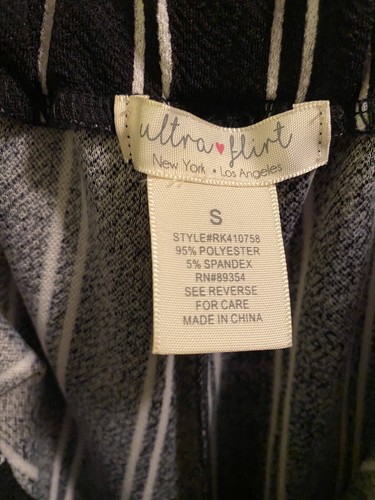 ultra♥flirt
New York • Los Angeles
S
STYLE#RK410758
95% POLYESTER
5% SPANDEX
RN#89354
SEE REVERSE
FOR CARE
MADE IN CHINA